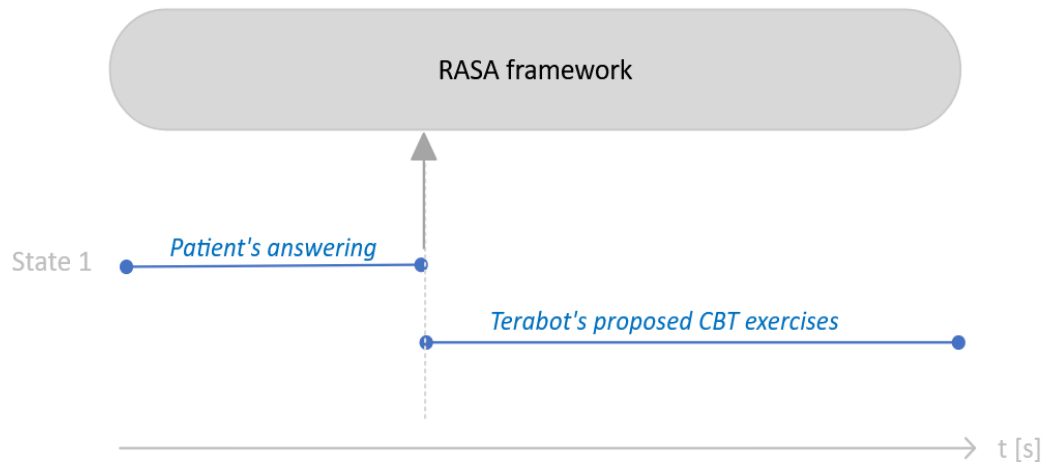 RASA framework
Patient's answering
State 1
Terabot's proposed CBT exercises
t [s]